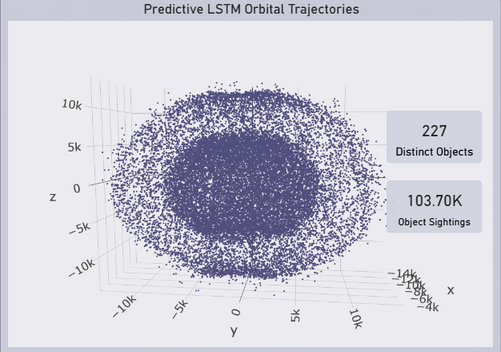 Predictive LSTM Orbital Trajectories
10k
5k
z
0
−5k
−10k
227
Distinct Objects
103.70K
Object Sightings
−10k
−5k
0
5k
10k
y
−14k
−12k
−10k
−8k
−6k
−4k
x